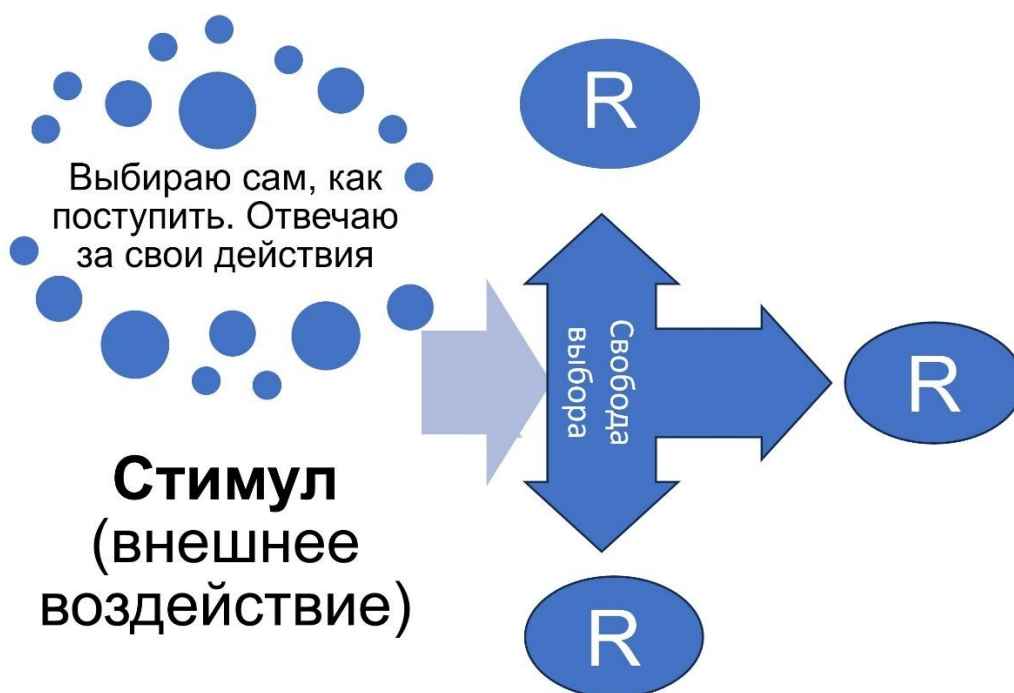 Выбираю сам, как
поступить. Отвечаю
за свои действия
Стимул
(внешнее
воздействие)
Свобода
выбора
R
R
R